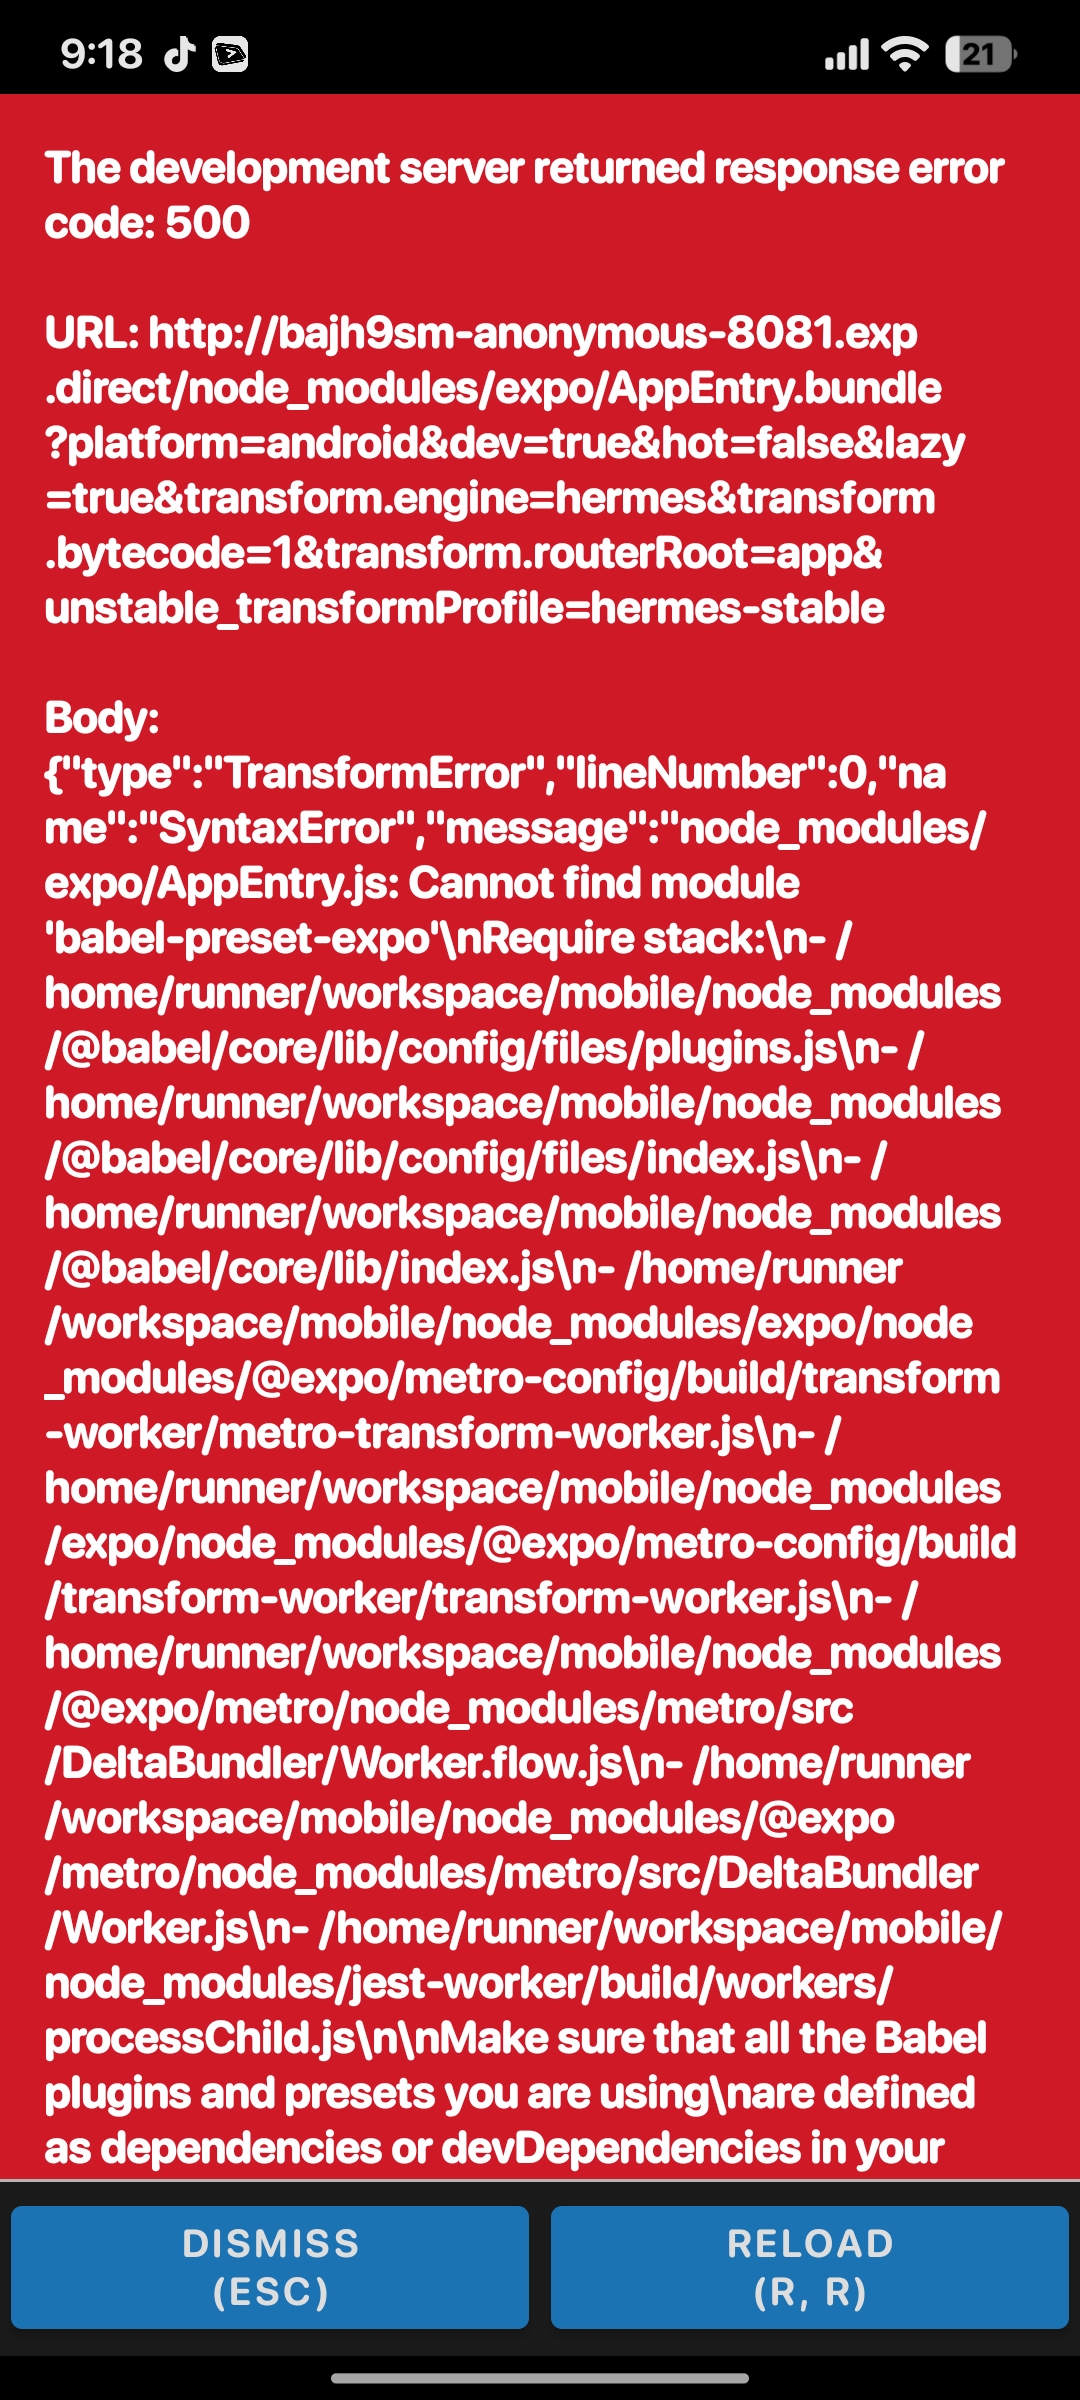 9:18
21
The development server returned response error
code: 500
URL: http://bajh9sm-anonymous-8081.exp
.direct/node_modules/expo/AppEntry.bundle
?platform=android&dev=true&hot=false&lazy
=true&transform.engine=hermes&transform
.bytecode=1&transform.routerRoot=app&
unstable_transformProfile=hermes-stable
Body:
{"type":"TransformError","lineNumber":0,"na
me":"SyntaxError","message":"node_modules/
expo/AppEntry.js: Cannot find module
'babel-preset-expo'\nRequire stack:\n- /
home/runner/workspace/mobile/node_modules
/@babel/core/lib/config/files/plugins.js\n- /
home/runner/workspace/mobile/node_modules
/@babel/core/lib/config/files/index.js\n- /
home/runner/workspace/mobile/node_modules
/@babel/core/lib/index.js\n- /home/runner
/workspace/mobile/node_modules/expo/node
_modules/@expo/metro-config/build/transform
-worker/metro-transform-worker.js\n- /
home/runner/workspace/mobile/node_modules
/expo/node_modules/@expo/metro-config/build
/transform-worker/transform-worker.js\n- /
home/runner/workspace/mobile/node_modules
/@expo/metro/node_modules/metro/src
/DeltaBundler/Worker.flow.js\n- /home/runner
/workspace/mobile/node_modules/@expo
/metro/node_modules/metro/src/DeltaBundler
/Worker.js\n- /home/runner/workspace/mobile/
node_modules/jest-worker/build/workers/
processChild.js\n\nMake sure that all the Babel
plugins and presets you are using\nare defined
as dependencies or devDependencies in your
DISMISS
(ESC)
RELOAD
(R, R)